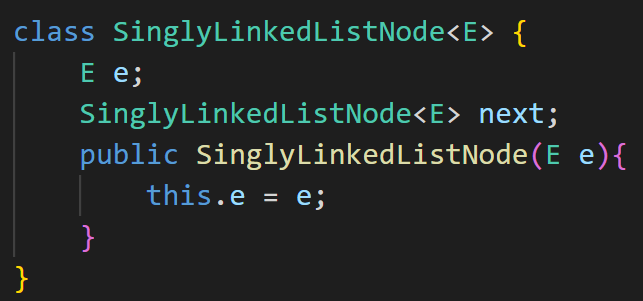 class SinglyLinkedListNode<E> {
    E e;
    SinglyLinkedListNode<E> next;
    public SinglyLinkedListNode(E e){
        this.e = e;
    }
}